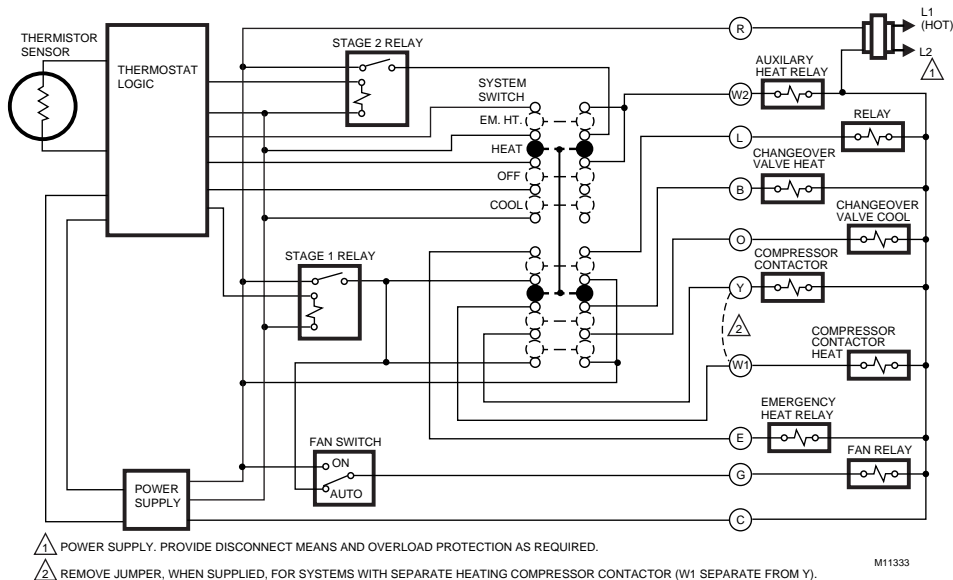 L1
(HOT)
R
THERMISTOR
SENSOR
STAGE 2 RELAY
L2
1
THERMOSTAT
LOGIC
AUXILARY
HEAT RELAY
SYSTEM
SWITCH
W2
EM. HT.
RELAY
L
HEAT
CHANGEOVER
VALVE HEAT
OFF
B
COOL
CHANGEOVER
VALVE COOL
O
STAGE 1 RELAY
COMPRESSOR
CONTACTOR
Y
2
COMPRESSOR
CONTACTOR
HEAT
W1
EMERGENCY
HEAT RELAY
E
FAN SWITCH
FAN RELAY
ON
G
POWER
SUPPLY
AUTO
C
1 POWER SUPPLY. PROVIDE DISCONNECT MEANS AND OVERLOAD PROTECTION AS REQUIRED.
M11333
2 REMOVE JUMPER, WHEN SUPPLIED, FOR SYSTEMS WITH SEPARATE HEATING COMPRESSOR CONTACTOR (W1 SEPARATE FROM Y).